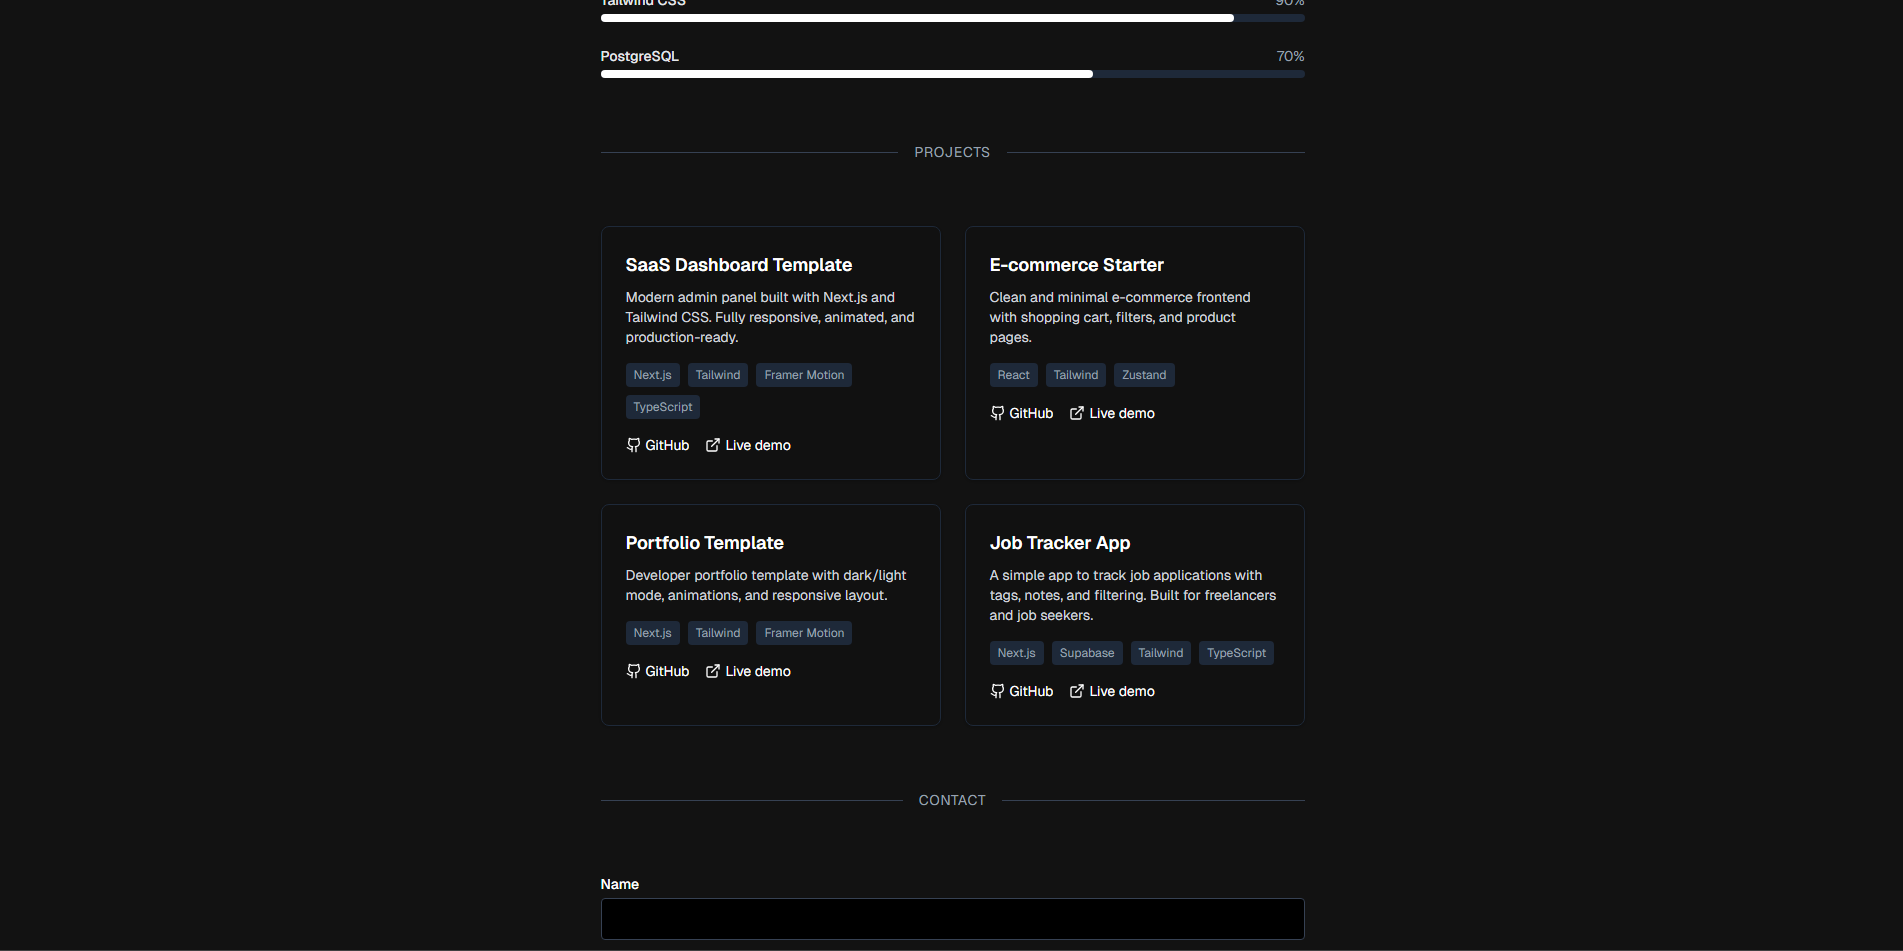 Tailwind CSS 90%
PostgreSQL 70%
PROJECTS
SaaS Dashboard Template
Modern admin panel built with Next.js and
Tailwind CSS. Fully responsive, animated, and
production-ready.
Next.js Tailwind Framer Motion
TypeScript
GitHub Live demo
E-commerce Starter
Clean and minimal e-commerce frontend
with shopping cart, filters, and product
pages.
React Tailwind Zustand
GitHub Live demo
Portfolio Template
Developer portfolio template with dark/light
mode, animations, and responsive layout.
Next.js Tailwind Framer Motion
GitHub Live demo
Job Tracker App
A simple app to track job applications with
tags, notes, and filtering. Built for freelancers
and job seekers.
Next.js Supabase Tailwind TypeScript
GitHub Live demo
CONTACT
Name